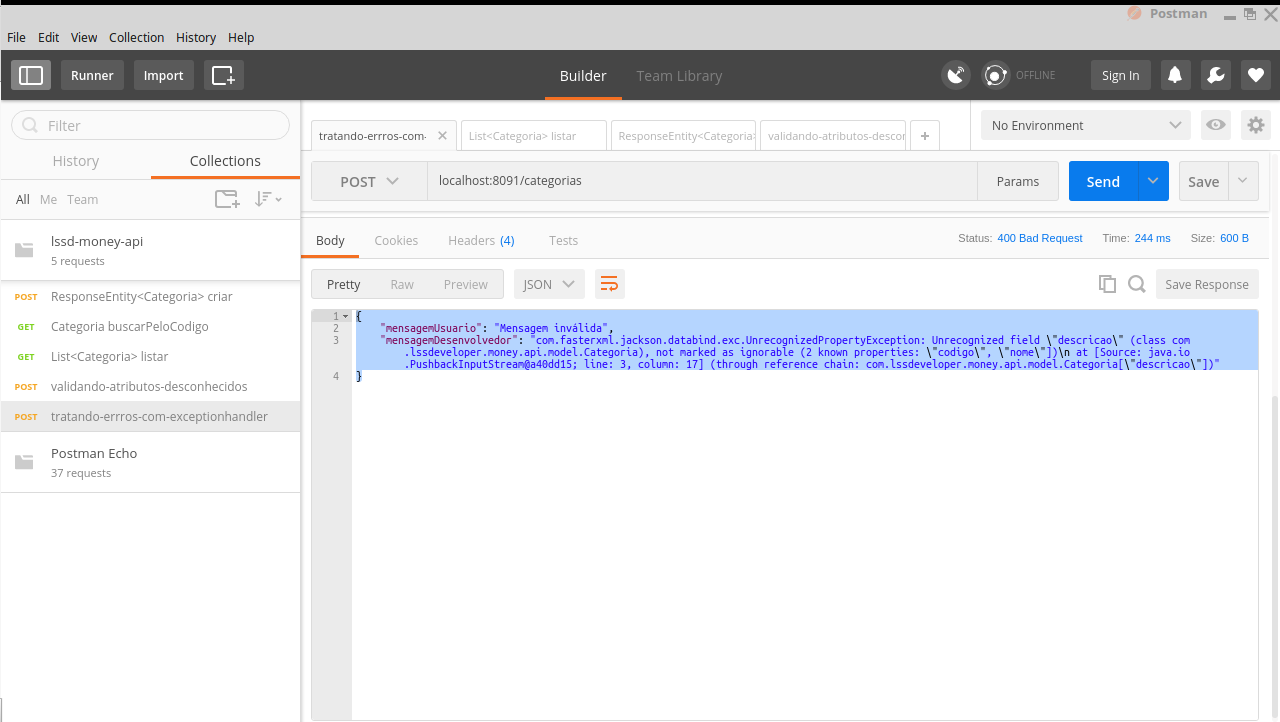 Postman
File Edit View Collection History Help
Runner Import Builder Team Library OFFLINE Sign In
Filter
History Collections
All Me Team
lssd-money-api
5 requests
POST ResponseEntity<Categoria> criar
GET Categoria buscarPeloCodigo
GET List<Categoria> listar
POST validando-atributos-desconhecidos
POST tratando-errros-com-exceptionhandler
Postman Echo
37 requests
tratando-errros-com- List<Categoria> listar ResponseEntity<Categoria> validando-atributos-descon
No Environment
POST localhost:8091/categorias Params Send Save
Body Cookies Headers (4) Tests Status: 400 Bad Request Time: 244 ms Size: 600 B
Pretty Raw Preview JSON Save Response
1 {
2 "mensagemUsuario": "Mensagem inválida",
3 "mensagemDesenvolvedor": "com.fasterxml.jackson.databind.exc.UnrecognizedPropertyException: Unrecognized field \"descricao\" (class com
.lssdeveloper.money.api.model.Categoria), not marked as ignorable (2 known properties: \"codigo\", \"nome\"])\n at [Source: java.io
.PushbackInputStream@a40dd15; line: 3, column: 17] (through reference chain: com.lssdeveloper.money.api.model.Categoria[\"descricao\"])"
4 }